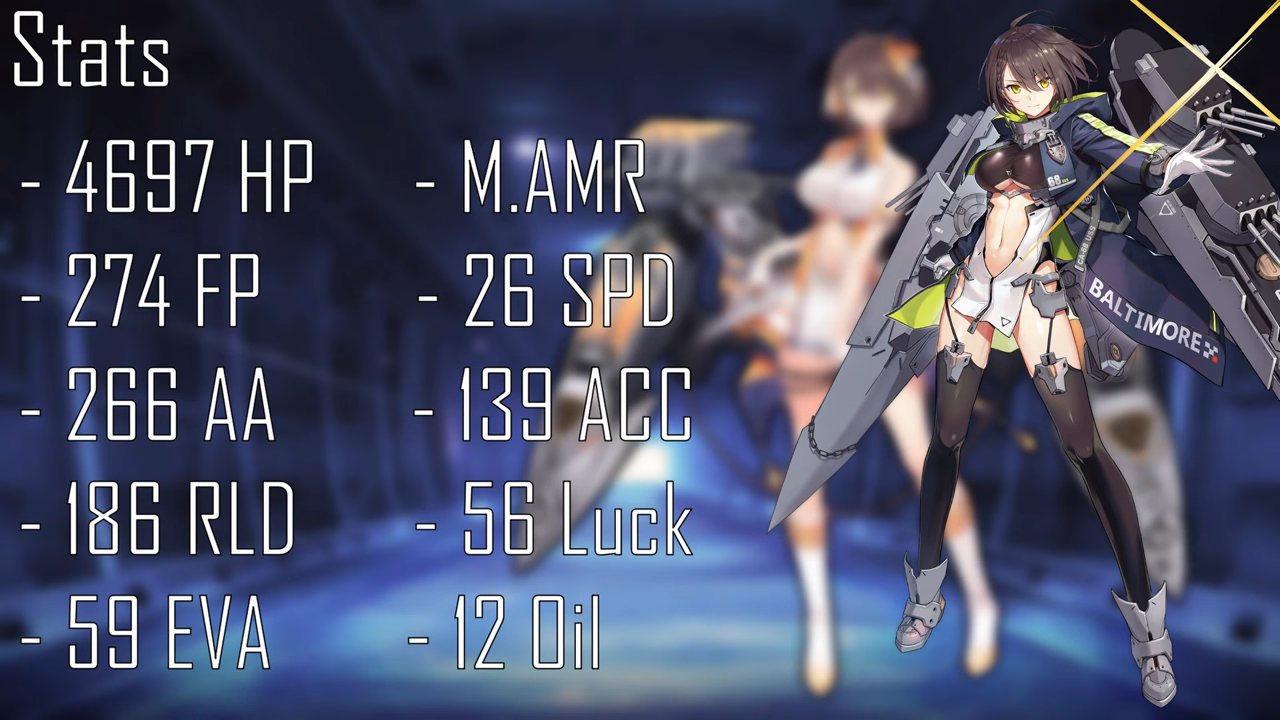 Stats
- 4697 HP
- 274 FP
- 266 AA
- 186 RLD
- 59 EVA
- M.AMR
- 26 SPD
- 139 ACC
- 56 Luck
- 12 Oil
68
BALTIMORE